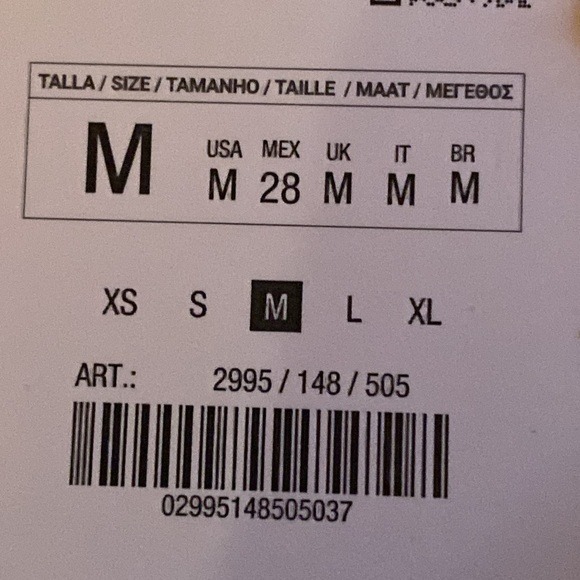 TALLA / SIZE / TAMANHO / TAILLE / MAAT / ΜΕΓΕΘΟΣ
M
USA MEX UK IT BR
M 28 M M M
XS S M L XL
ART.: 2995 / 148 / 505
02995148505037